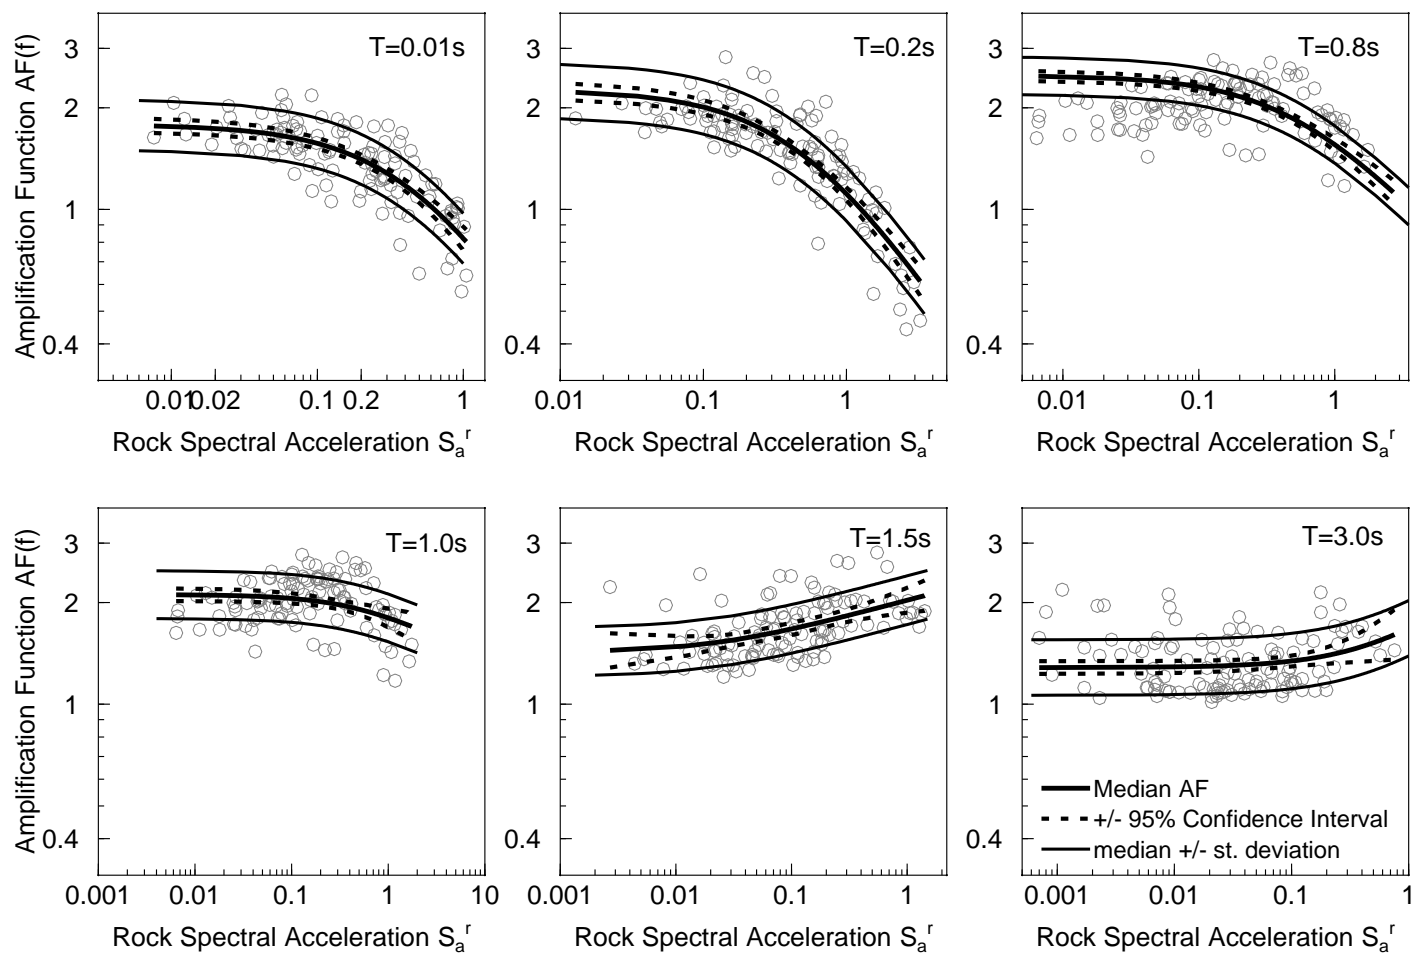 Amplification Function AF(f)
3
2
1
0.4
T=0.01s
0.01 0.02 0.1 0.2 1
Rock Spectral Acceleration Saʳ
3
2
1
0.4
T=0.2s
0.01 0.1 1
Rock Spectral Acceleration Saʳ
3
2
1
0.4
T=0.8s
0.01 0.1 1
Rock Spectral Acceleration Saʳ
Amplification Function AF(f)
3
2
1
0.4
T=1.0s
0.001 0.01 0.1 1 10
Rock Spectral Acceleration Saʳ
3
2
1
0.4
T=1.5s
0.001 0.01 0.1 1
Rock Spectral Acceleration Saʳ
3
2
1
0.4
T=3.0s
Median AF
+/- 95% Confidence Interval
median +/- st. deviation
0.001 0.01 0.1 1
Rock Spectral Acceleration Saʳ